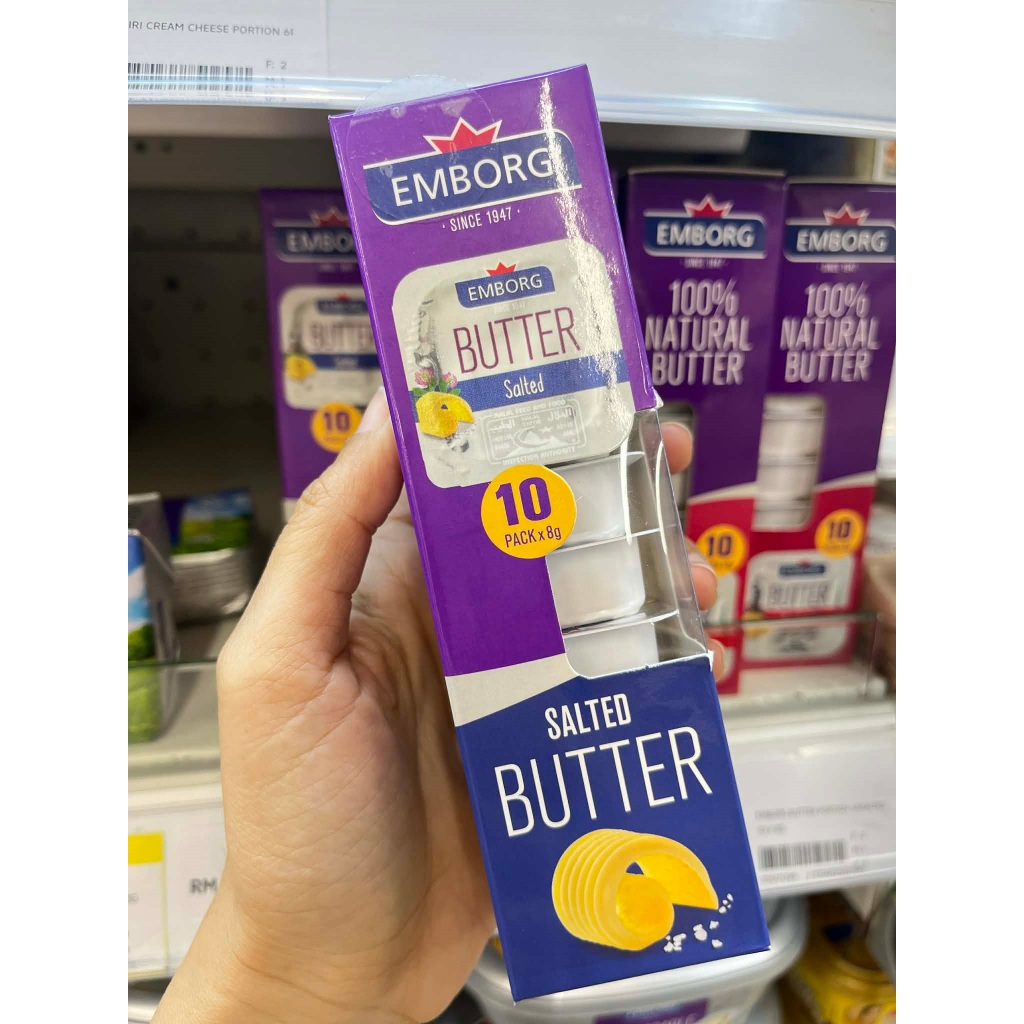 CREAM CHEESE PORTION
EMBORG
· SINCE 1947 ·
EMBORG
BUTTER
Salted
10
PACK x 8g
SALTED
BUTTER
EMBORG
BUTTER
10
EMBORG
100%
NATURAL
BUTTER
10
EMBORG
100%
NATURAL
BUTTER
10
BUTTER
RM